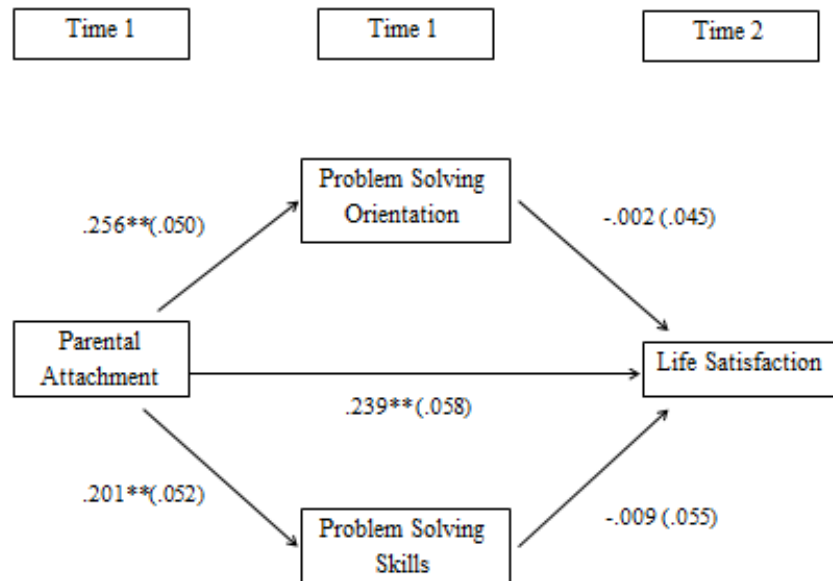 Time 1
Time 1
Time 2
Problem Solving
Orientation
.256**(.050)
-.002 (.045)
Parental
Attachment
Life Satisfaction
.239** (.058)
.201**(.052)
-.009 (.055)
Problem Solving
Skills